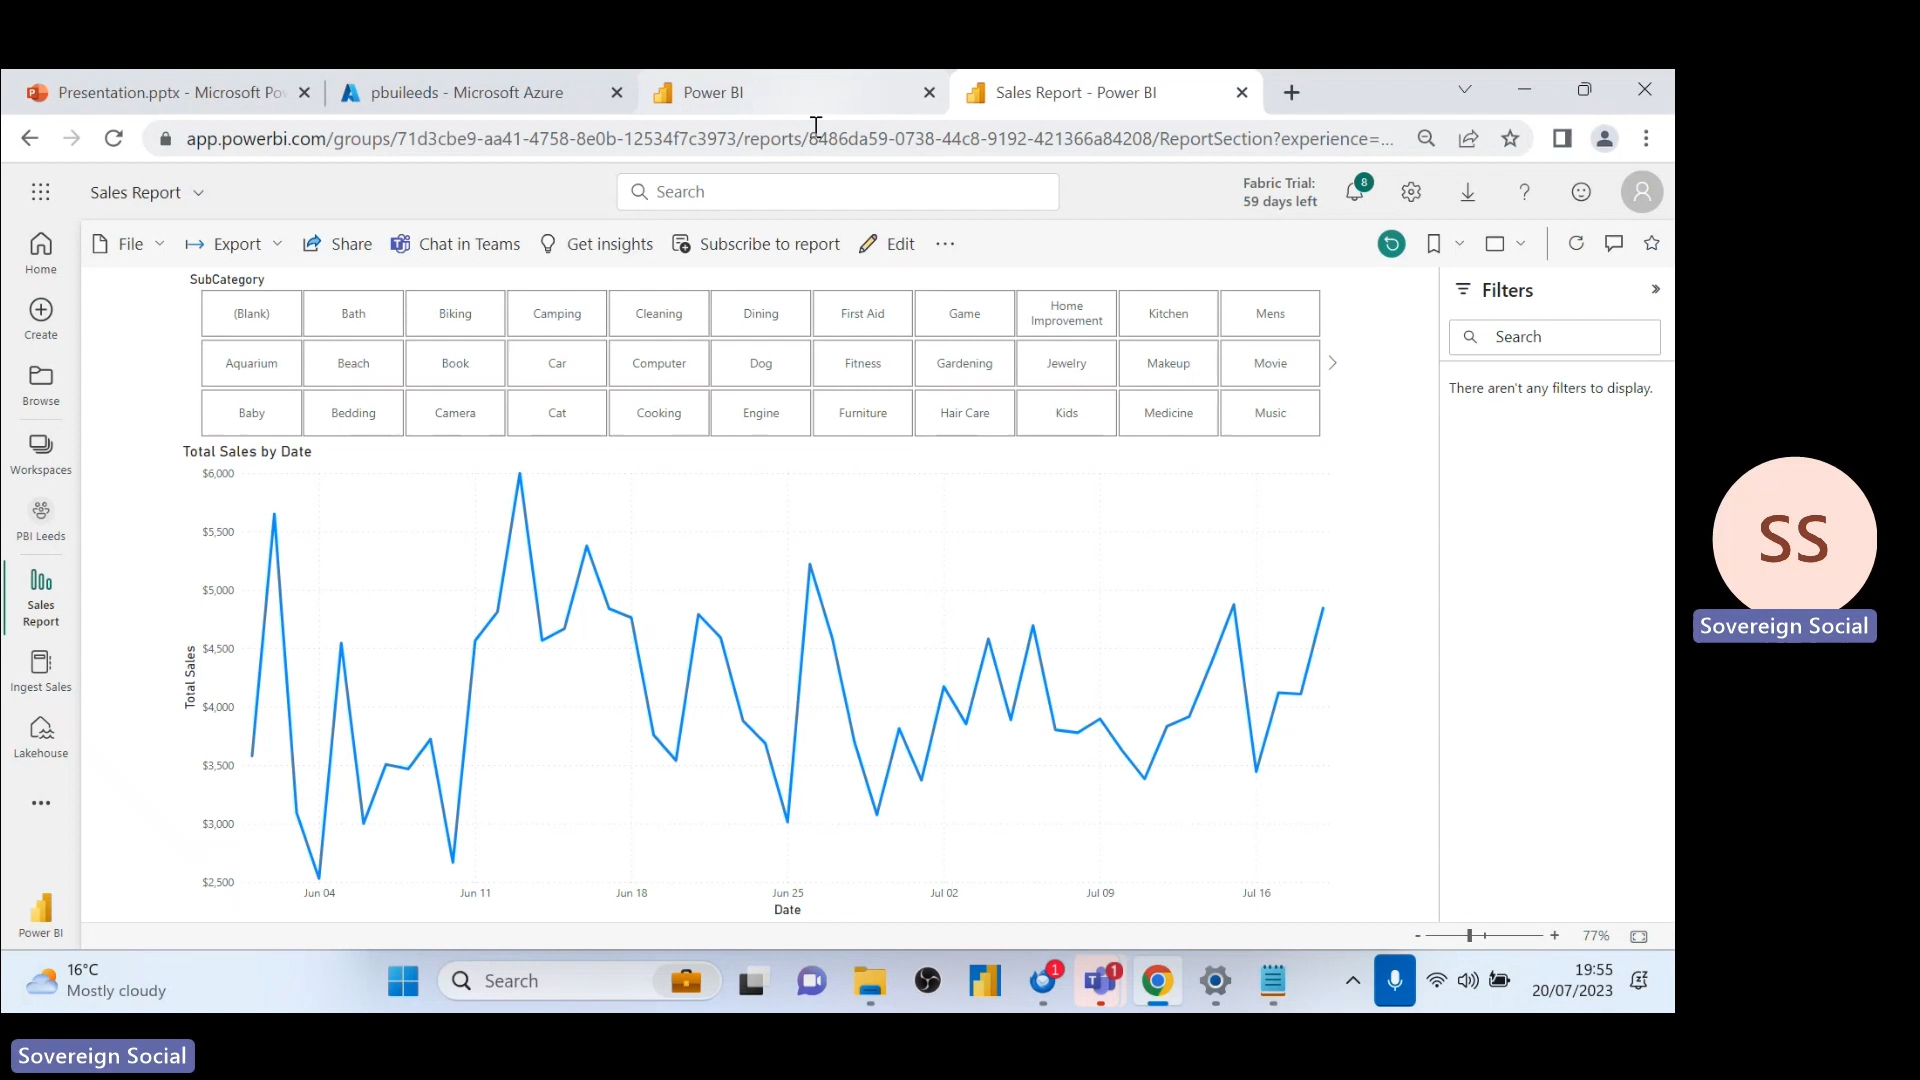 Presentation.pptx - Microsoft Po
pbuileeds - Microsoft Azure
Power BI
Sales Report - Power BI
app.powerbi.com/groups/71d3cbe9-aa41-4758-8e0b-12534f7c3973/reports/6486da59-0738-44c8-9192-421366a84208/ReportSection?experience=...
Sales Report
Search
Fabric Trial:
59 days left
8
File
Export
Share
Chat in Teams
Get insights
Subscribe to report
Edit
Home
Create
Browse
Workspaces
PBI Leeds
Sales
Report
Ingest Sales
Lakehouse
Power BI
SubCategory
(Blank) Bath Biking Camping Cleaning Dining First Aid Game Home Improvement Kitchen Mens
Aquarium Beach Book Car Computer Dog Fitness Gardening Jewelry Makeup Movie
Baby Bedding Camera Cat Cooking Engine Furniture Hair Care Kids Medicine Music
Total Sales by Date
Total Sales
$6,000
$5,500
$5,000
$4,500
$4,000
$3,500
$3,000
$2,500
Jun 04 Jun 11 Jun 18 Jun 25 Jul 02 Jul 09 Jul 16
Date
Filters
Search
There aren't any filters to display.
- + 77%
SS
Sovereign Social
16°C
Mostly cloudy
Search
1
1
19:55
20/07/2023
Sovereign Social